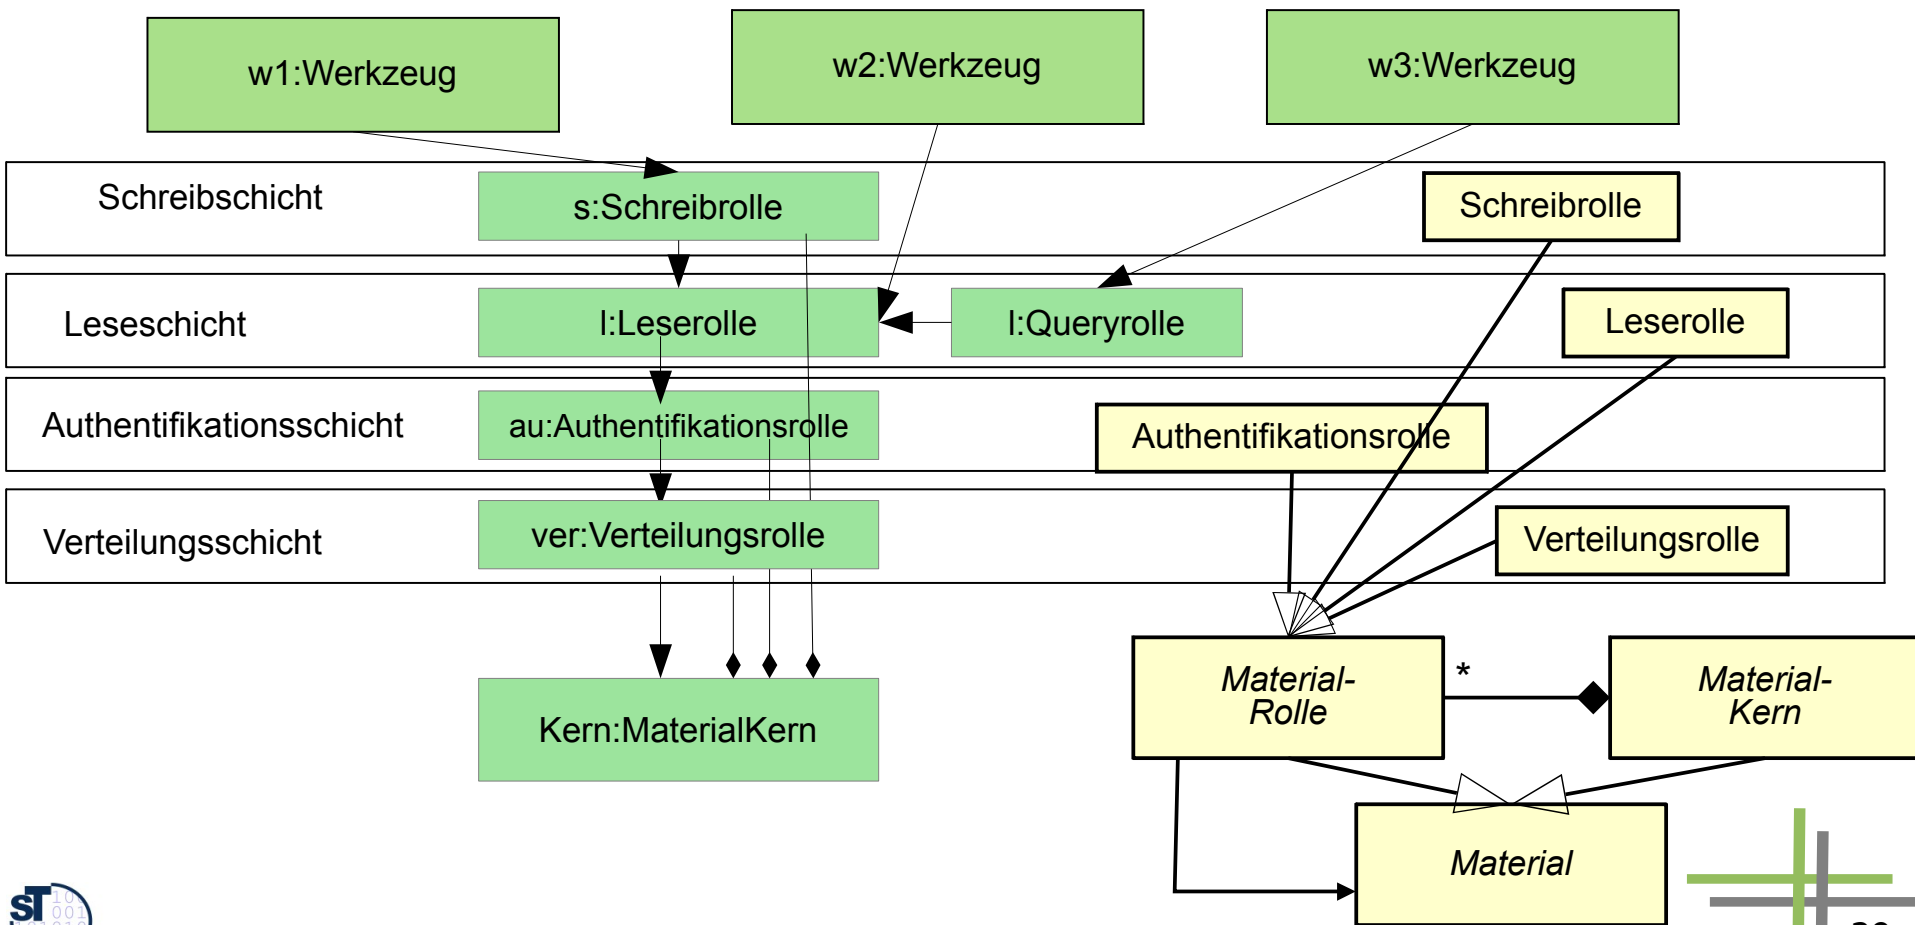 w1:Werkzeug
w2:Werkzeug
w3:Werkzeug
Schreibschicht
s:Schreibrolle
Schreibrolle
Leseschicht
l:Leserolle
l:Queryrolle
Leserolle
Authentifikationsschicht
au:Authentifikationsrolle
Authentifikationsrolle
Verteilungsschicht
ver:Verteilungsrolle
Verteilungsrolle
Kern:MaterialKern
Material-
Rolle
*
Material-
Kern
Material
ST